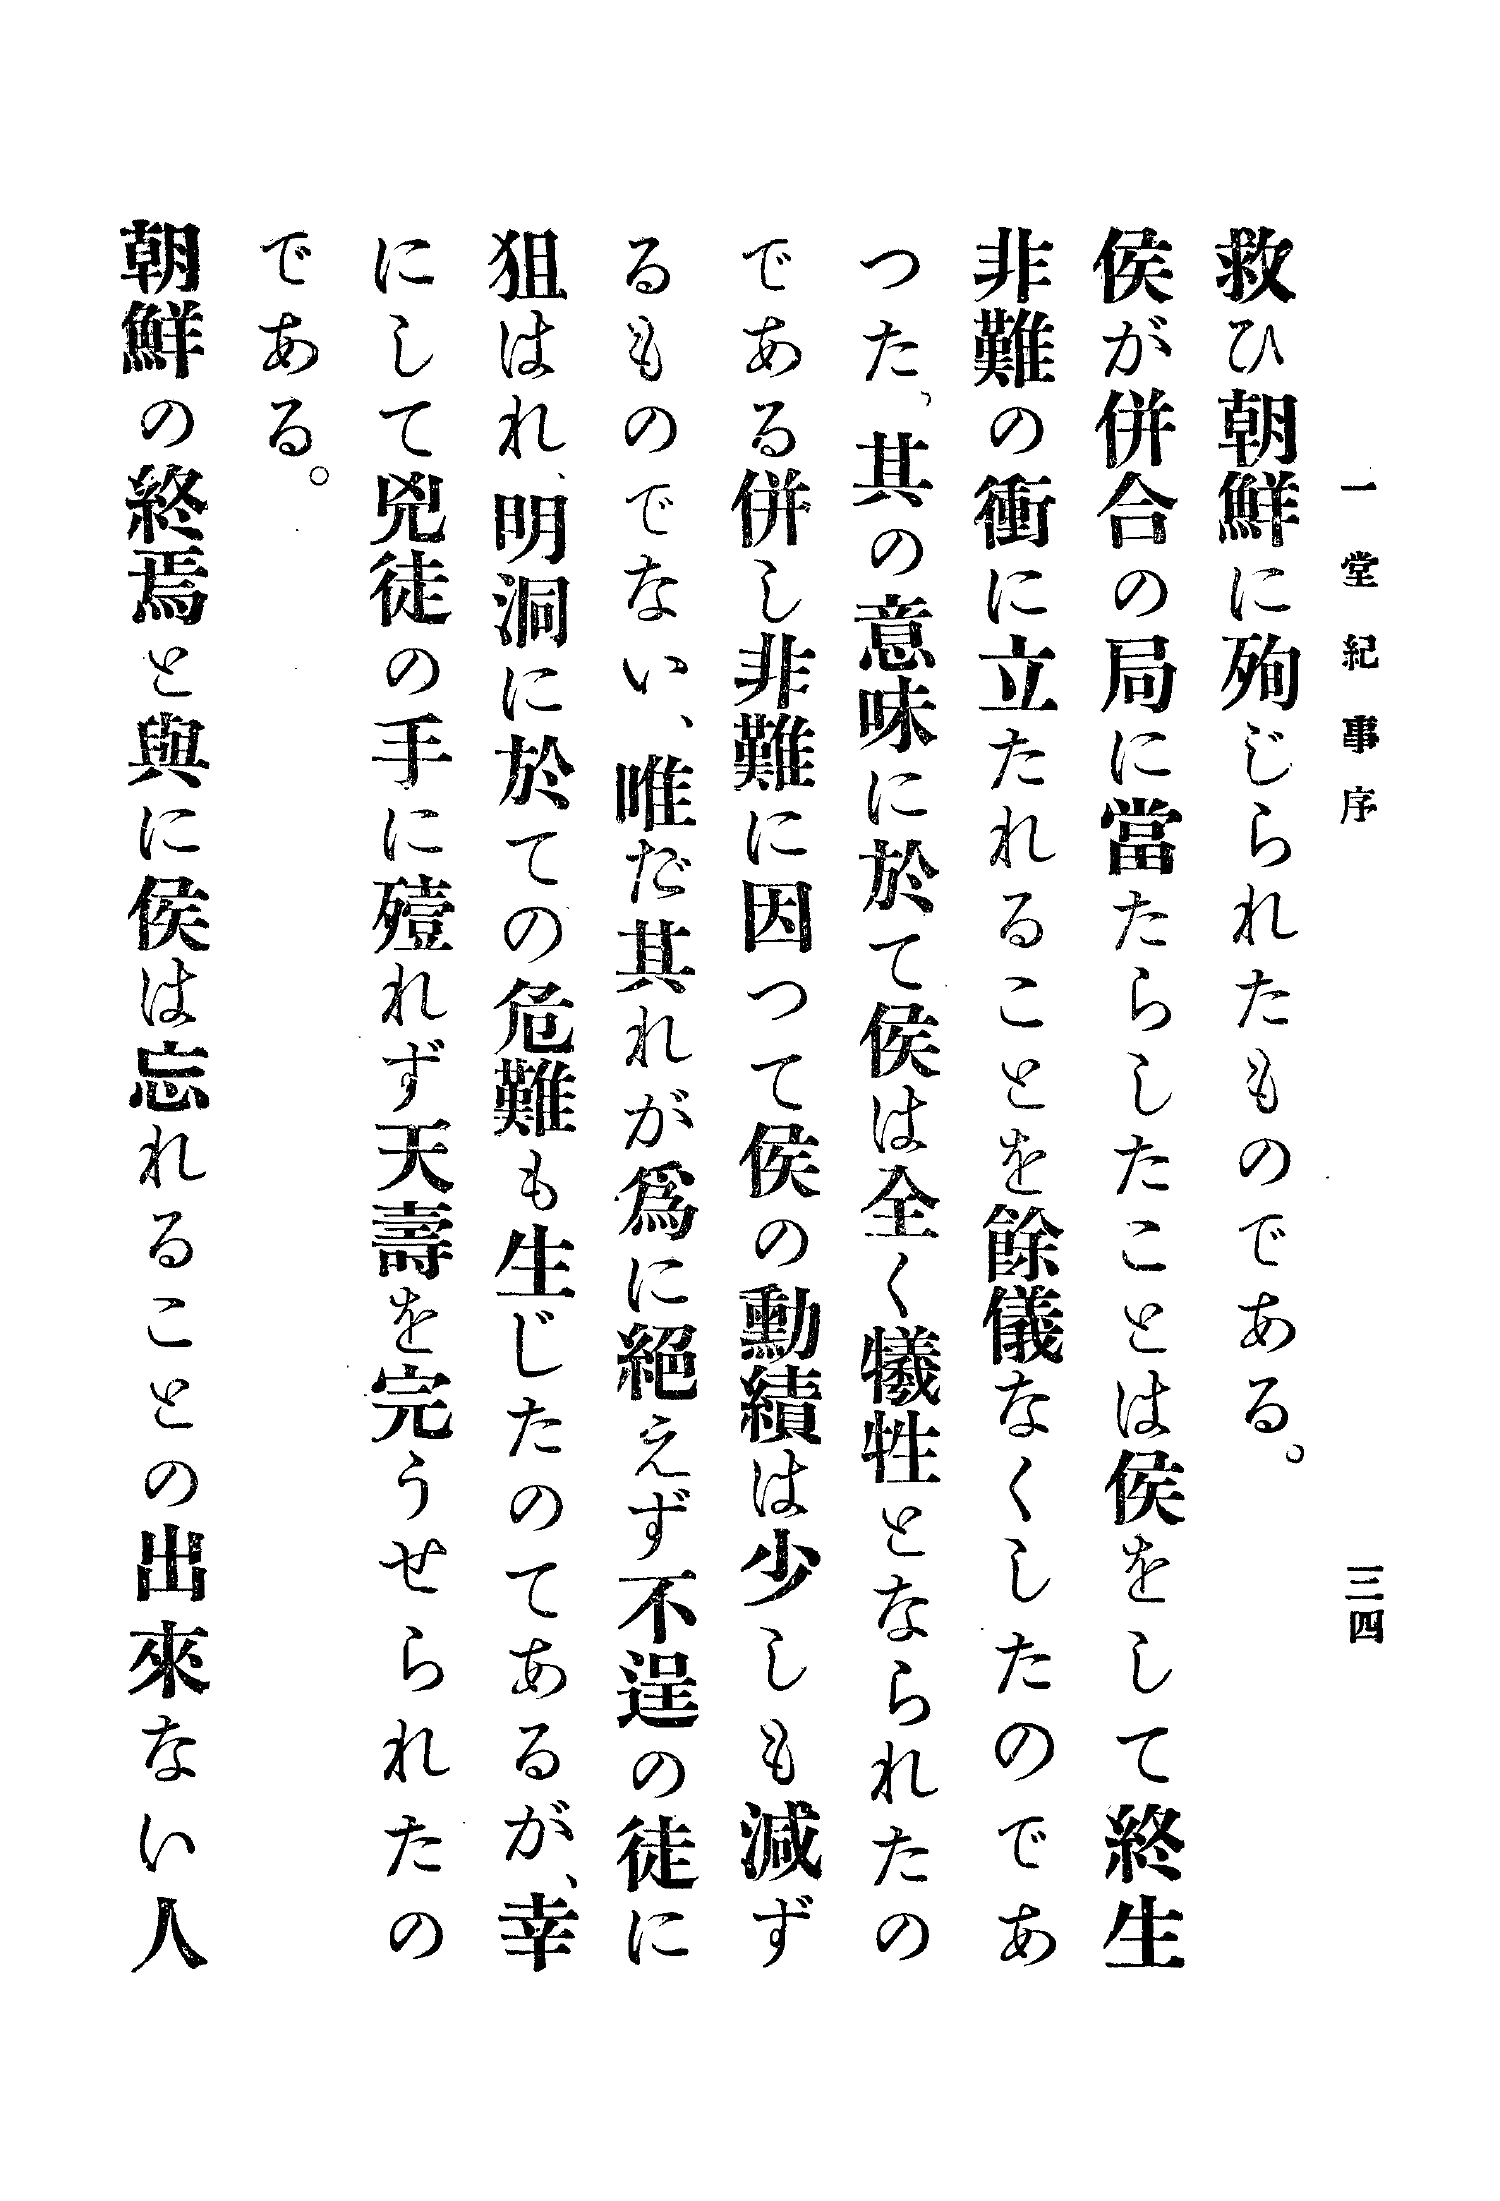 一堂紀事序
三四
救ひ朝鮮に殉じられたものである。
侯が併合の局に當たらしたことは侯をして終生
非難の衝に立たれることを餘儀なくしたのであ
つた、其の意味に於て侯は全く犧牲となられたの
である併し非難に因つて侯の勳績は少しも減ず
るものでない、唯だ其れが爲に絕えず不逞の徒に
狙はれ、明洞に於ての危難も生じたのてあるが、幸
にして兇徒の手に殪れず天壽を完うせられたの
である。
朝鮮の終焉と與に侯は忘れることの出來ない人